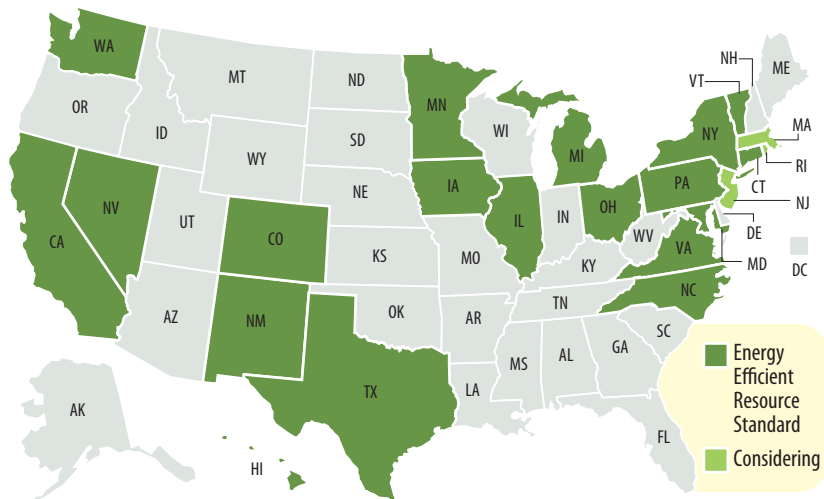 WA
MT
ND
MN
NH
ME
VT
OR
ID
SD
WI
NY
MA
WY
MI
RI
NE
IA
PA
CT
NJ
NV
UT
CO
IL
IN
OH
WV
VA
DE
MD
DC
CA
KS
MO
KY
NC
AZ
NM
OK
AR
TN
SC
TX
LA
MS
AL
GA
AK
HI
FL
Energy
Efficient
Resource
Standard
Considering